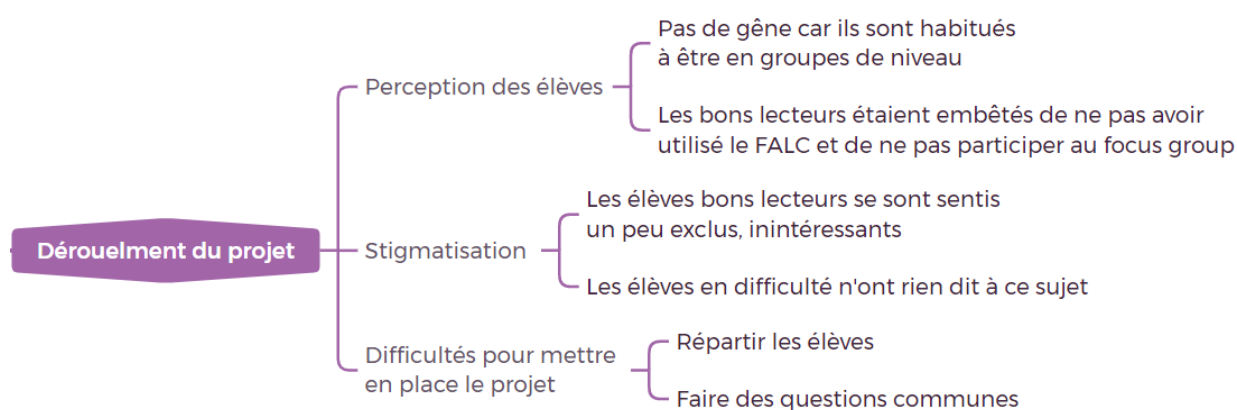 Dérouelment du projet
Perception des élèves
Pas de gêne car ils sont habitués
à être en groupes de niveau
Les bons lecteurs étaient embêtés de ne pas avoir
utilisé le FALC et de ne pas participer au focus group
Stigmatisation
Les élèves bons lecteurs se sont sentis
un peu exclus, inintéressants
Les élèves en difficulté n'ont rien dit à ce sujet
Difficultés pour mettre
en place le projet
Répartir les élèves
Faire des questions communes